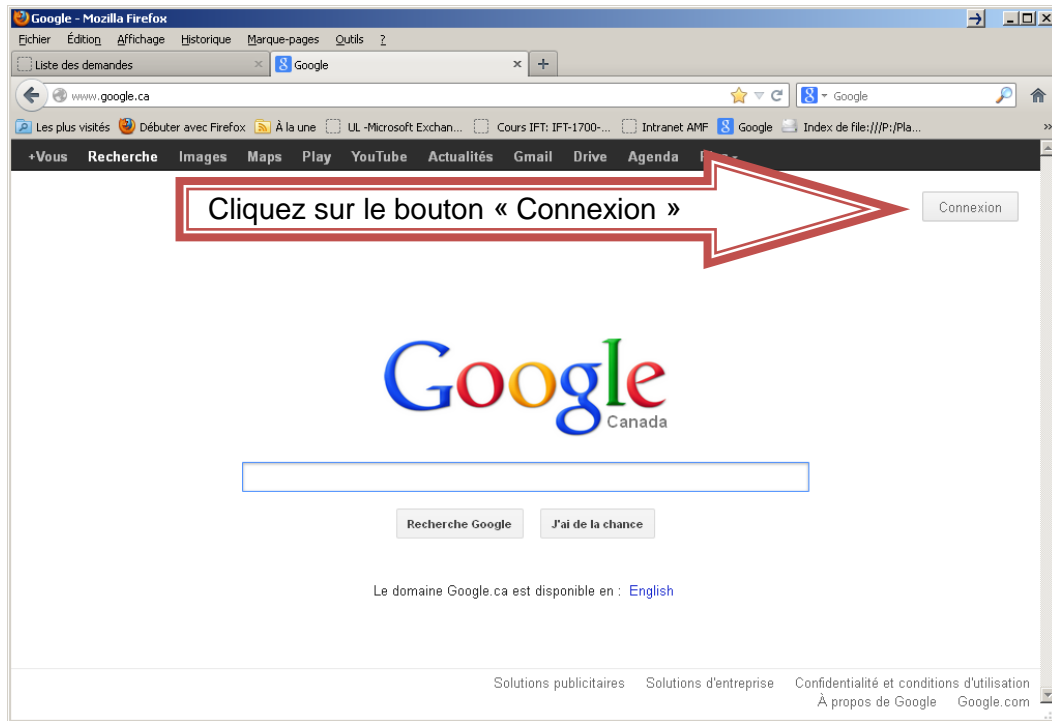 Google - Mozilla Firefox
Fichier Édition Affichage Historique Marque-pages Outils ?
Liste des demandes Google
www.google.ca Google
Les plus visités Débuter avec Firefox À la une UL -Microsoft Exchan... Cours IFT: IFT-1700-... Intranet AMF Google Index de file:///P:/Pla...
+Vous Recherche Images Maps Play YouTube Actualités Gmail Drive Agenda
Cliquez sur le bouton « Connexion » Connexion
Google
Canada
Recherche Google J'ai de la chance
Le domaine Google.ca est disponible en : English
Solutions publicitaires Solutions d'entreprise Confidentialité et conditions d'utilisation
À propos de Google Google.com